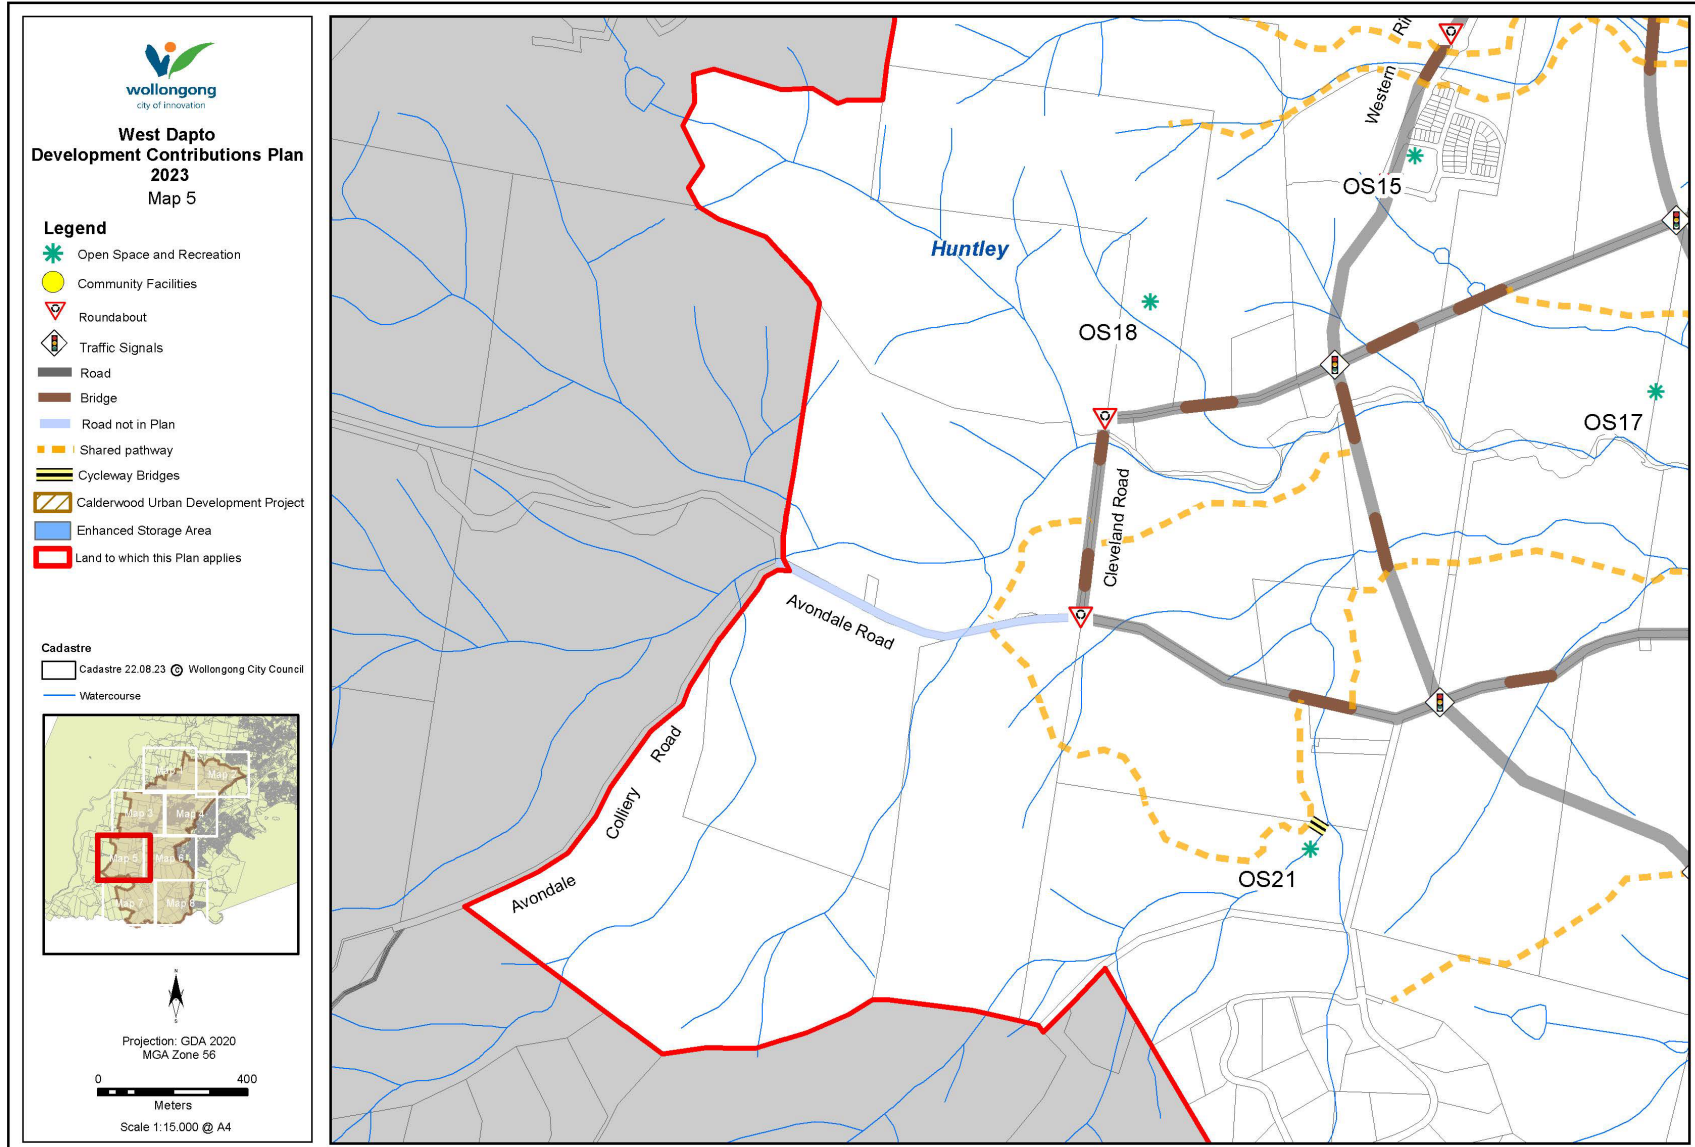 wollongong
city of innovation
West Dapto
Development Contributions Plan
2023
Map 5
Legend
Open Space and Recreation
Community Facilities
Roundabout
Traffic Signals
Road
Bridge
Road not in Plan
Shared pathway
Cycleway Bridges
Calderwood Urban Development Project
Enhanced Storage Area
Land to which this Plan applies
Cadastre
Cadastre 22.08.23 © Wollongong City Council
Watercourse
Map 2
Map 3
Map 4
Map 5
Map 6
Map 7
Map 8
N
S
Projection: GDA 2020
MGA Zone 56
0 400
Meters
Scale 1:15.000 @ A4
Western
OS15
Huntley
OS18
OS17
Cleveland Road
Avondale Road
Avondale
Colliery
Road
OS21